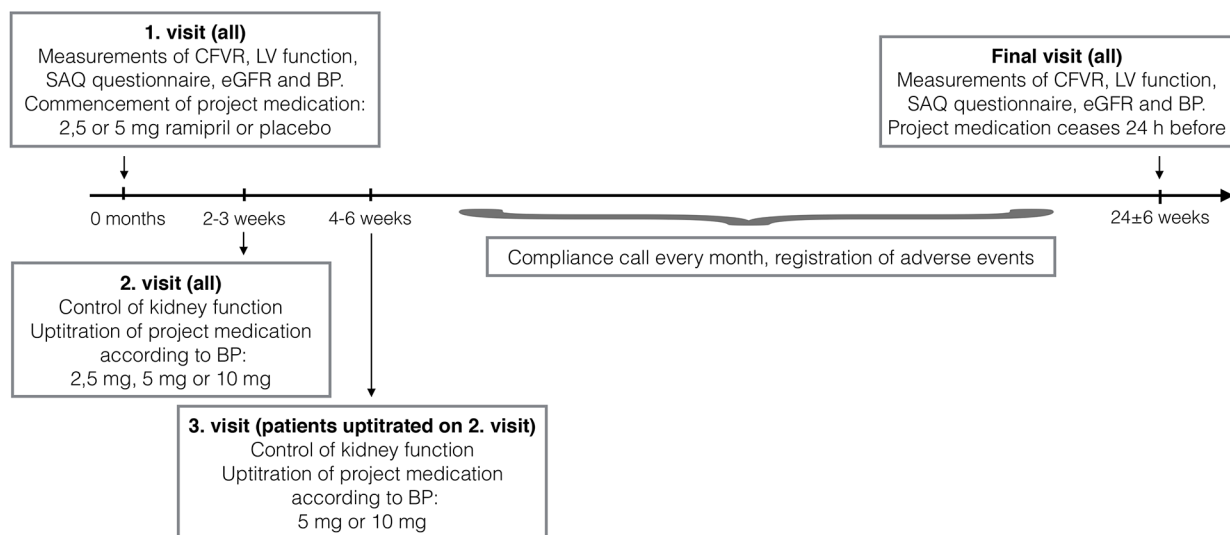 1. visit (all)
Measurements of CFVR, LV function,
SAQ questionnaire, eGFR and BP.
Commencement of project medication:
2,5 or 5 mg ramipril or placebo
Final visit (all)
Measurements of CFVR, LV function,
SAQ questionnaire, eGFR and BP.
Project medication ceases 24 h before
0 months
2-3 weeks
4-6 weeks
24±6 weeks
Compliance call every month, registration of adverse events
2. visit (all)
Control of kidney function
Uptitration of project medication
according to BP:
2,5 mg, 5 mg or 10 mg
3. visit (patients uptitrated on 2. visit)
Control of kidney function
Uptitration of project medication
according to BP:
5 mg or 10 mg